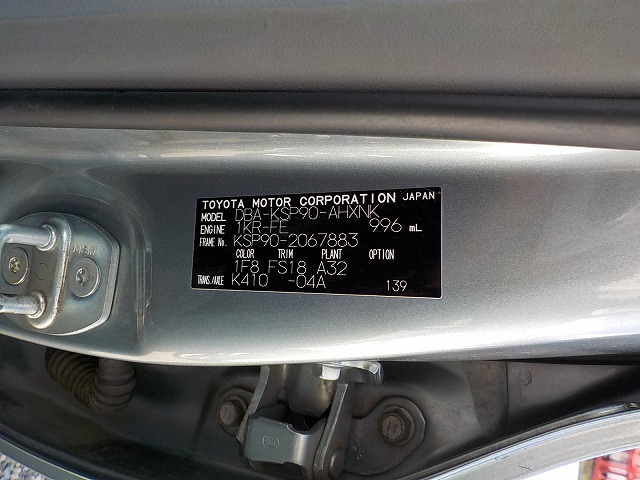 TOYOTA MOTOR CORPORATION JAPAN
MODEL DBA-KSP90-AHXNK
ENGINE 1KR-FE 996 mL
FRAME No. KSP90-2067883
COLOR TRIM PLANT OPTION
1F8 FS18 A32
TRANS./AXLE K410 -04A 139